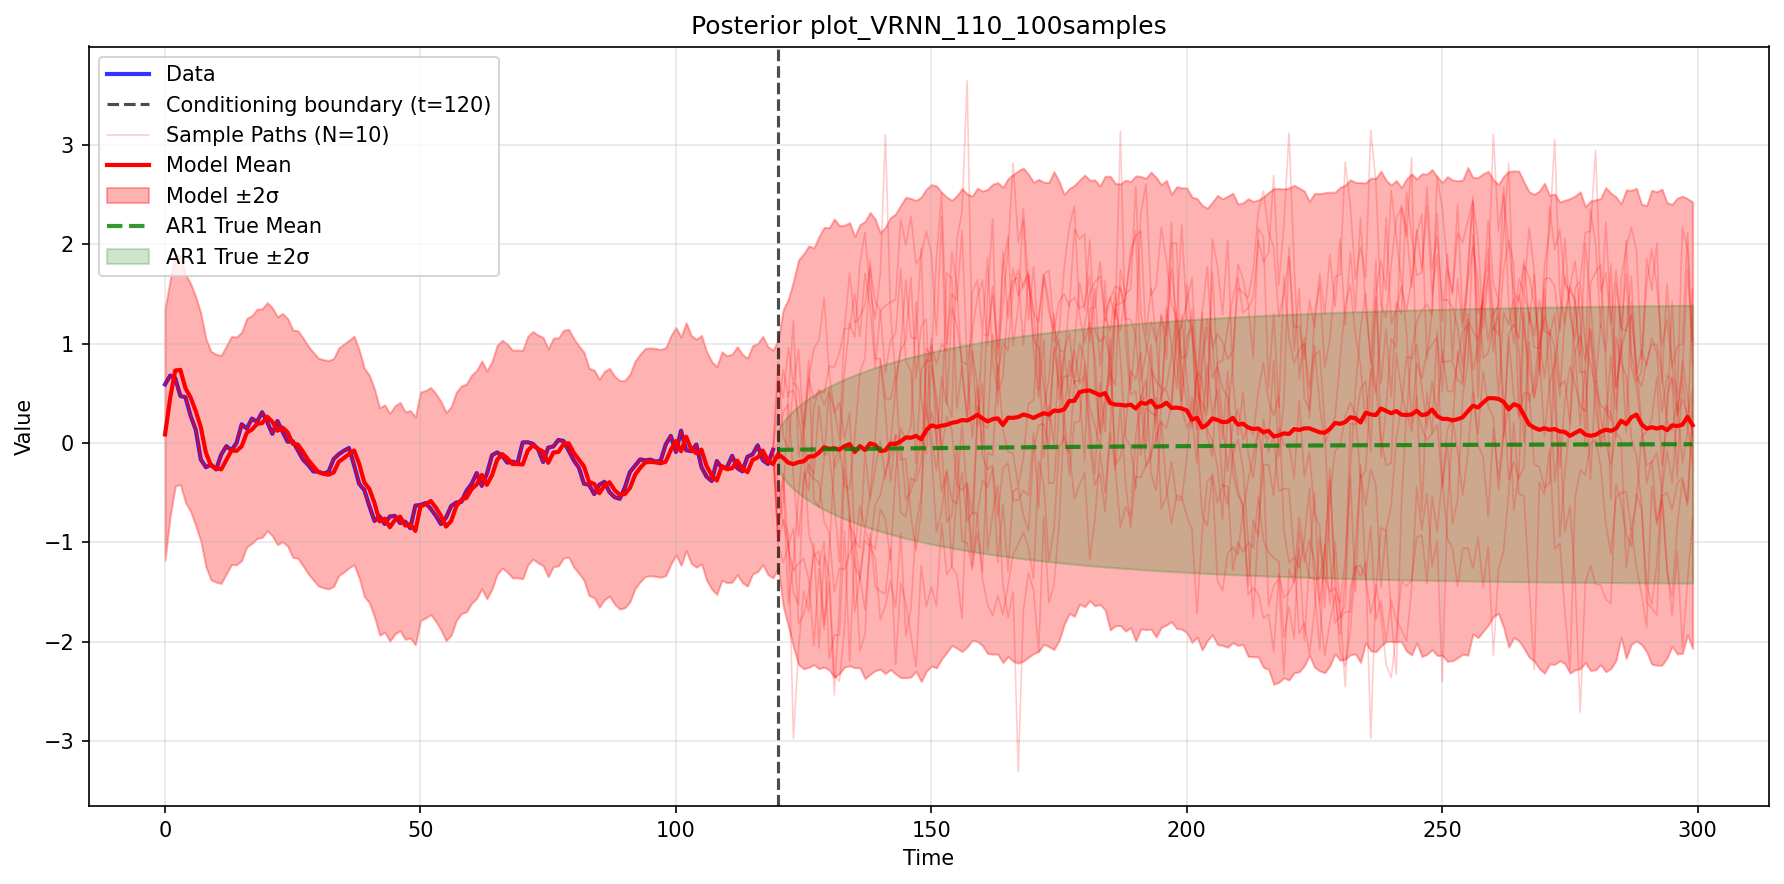 Posterior plot_VRNN_110_100samples
Data
Conditioning boundary (t=120)
Sample Paths (N=10)
Model Mean
Model ±2σ
AR1 True Mean
AR1 True ±2σ
Value
3
2
1
0
−1
−2
−3
0 50 100 150 200 250 300
Time